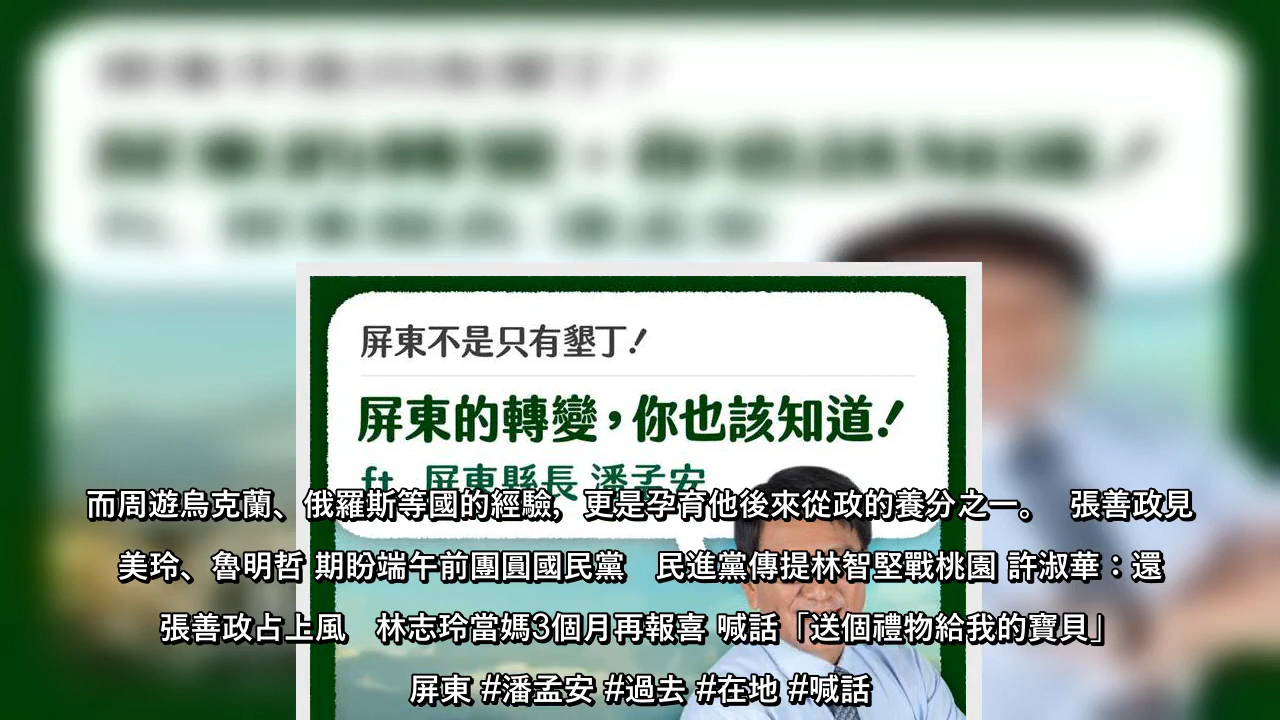 屏東不是只有墾丁！
屏東的轉變，你也該知道！
ft. 屏東縣長 潘孟安
而周遊烏克蘭、俄羅斯等國的經驗，更是孕育他後來從政的養分之一。 張善政見
美玲、魯明哲 期盼端午前團圓國民黨 民進黨傳提林智堅戰桃園 許淑華：還
張善政占上風 林志玲當媽3個月再報喜 喊話「送個禮物給我的寶貝」
屏東 #潘孟安 #過去 #在地 #喊話